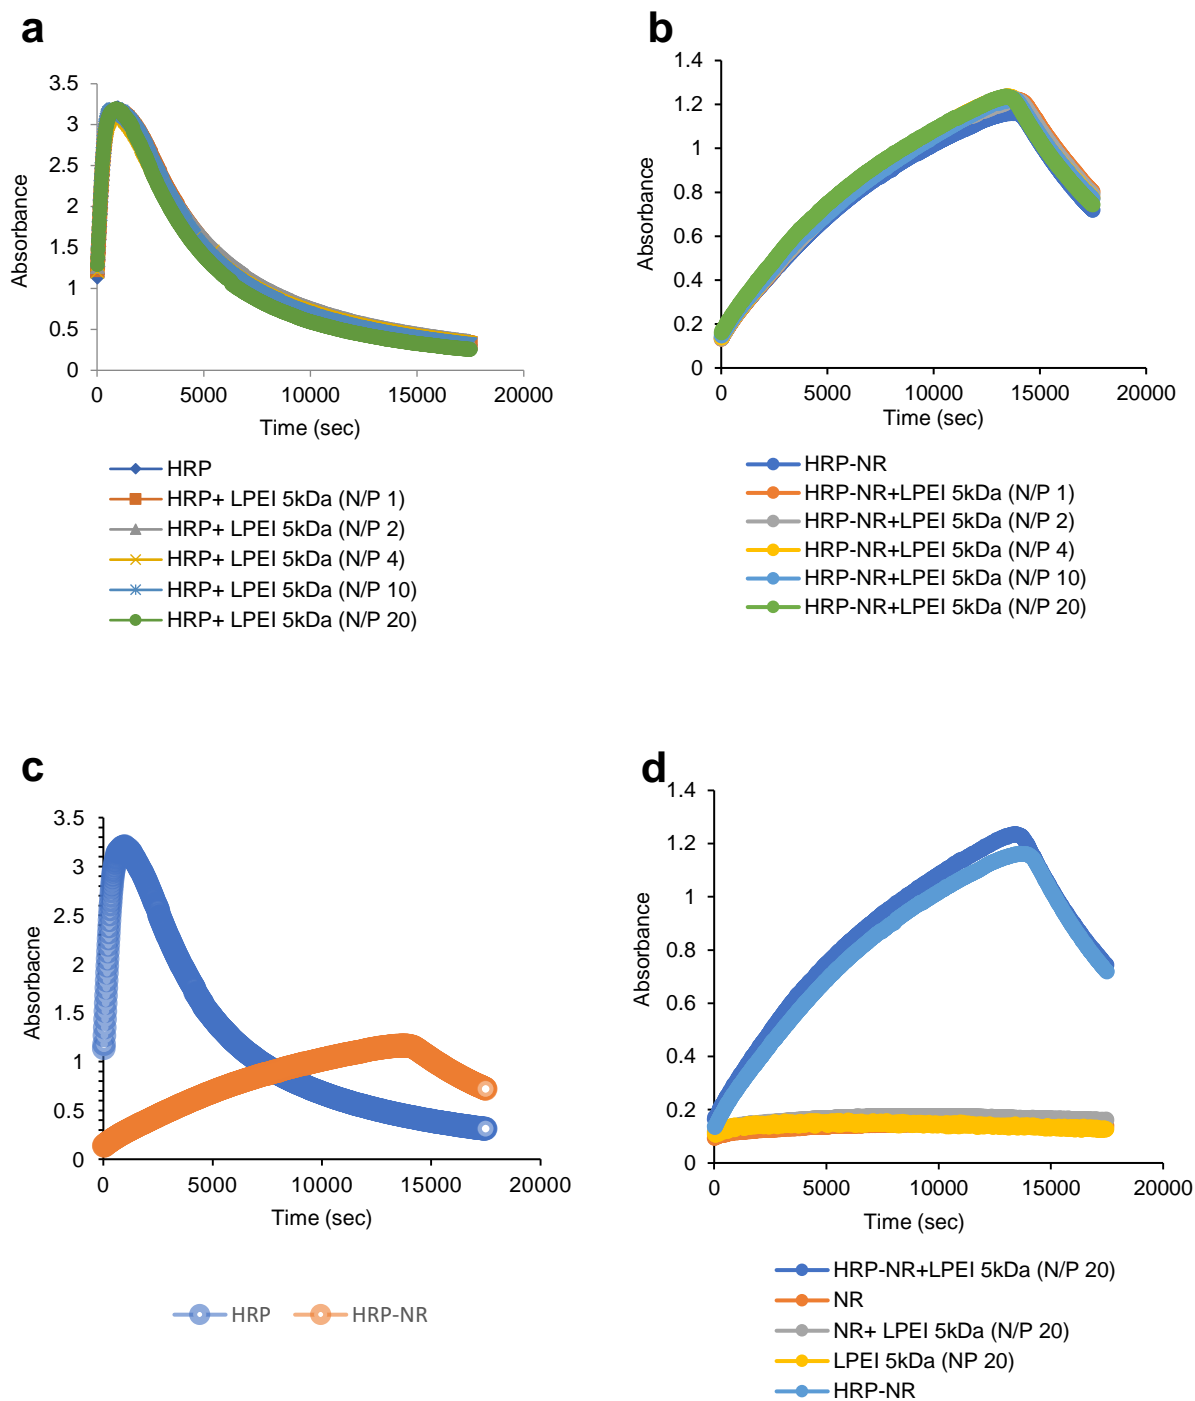 a
3.5
3
2.5
2
1.5
1
0.5
0
Absorbance
0 5000 10000 15000 20000
Time (sec)
HRP
HRP+ LPEI 5kDa (N/P 1)
HRP+ LPEI 5kDa (N/P 2)
HRP+ LPEI 5kDa (N/P 4)
HRP+ LPEI 5kDa (N/P 10)
HRP+ LPEI 5kDa (N/P 20)
b
1.4
1.2
1
0.8
0.6
0.4
0.2
0
Absorbance
0 5000 10000 15000 20000
Time (sec)
HRP-NR
HRP-NR+LPEI 5kDa (N/P 1)
HRP-NR+LPEI 5kDa (N/P 2)
HRP-NR+LPEI 5kDa (N/P 4)
HRP-NR+LPEI 5kDa (N/P 10)
HRP-NR+LPEI 5kDa (N/P 20)
c
3.5
3
2.5
2
1.5
1
0.5
0
Absorbacne
0 5000 10000 15000 20000
Time (sec)
HRP HRP-NR
d
1.4
1.2
1
0.8
0.6
0.4
0.2
0
Absorbance
0 5000 10000 15000 20000
Time (sec)
HRP-NR+LPEI 5kDa (N/P 20)
NR
NR+ LPEI 5kDa (N/P 20)
LPEI 5kDa (NP 20)
HRP-NR